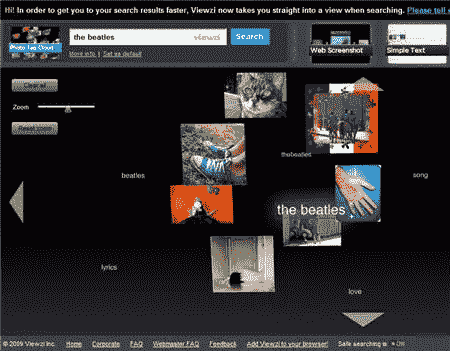 Hi! In order to get you to your search results faster, Viewzi now takes you straight into a view when searching. Please tell
Photo Tag Cloud
the beatles
viewzi
Search
More info | Set as default
Web Screenshot
Simple Text
Clear all
Zoom
Reset zoom
thebeatles
beatles
song
the beatles
lyrics
love
© 2009 Viewzi Inc. Home Corporate FAQ Webmaster FAQ Feedback Add Viewzi to your browser! Safe searching is: Off